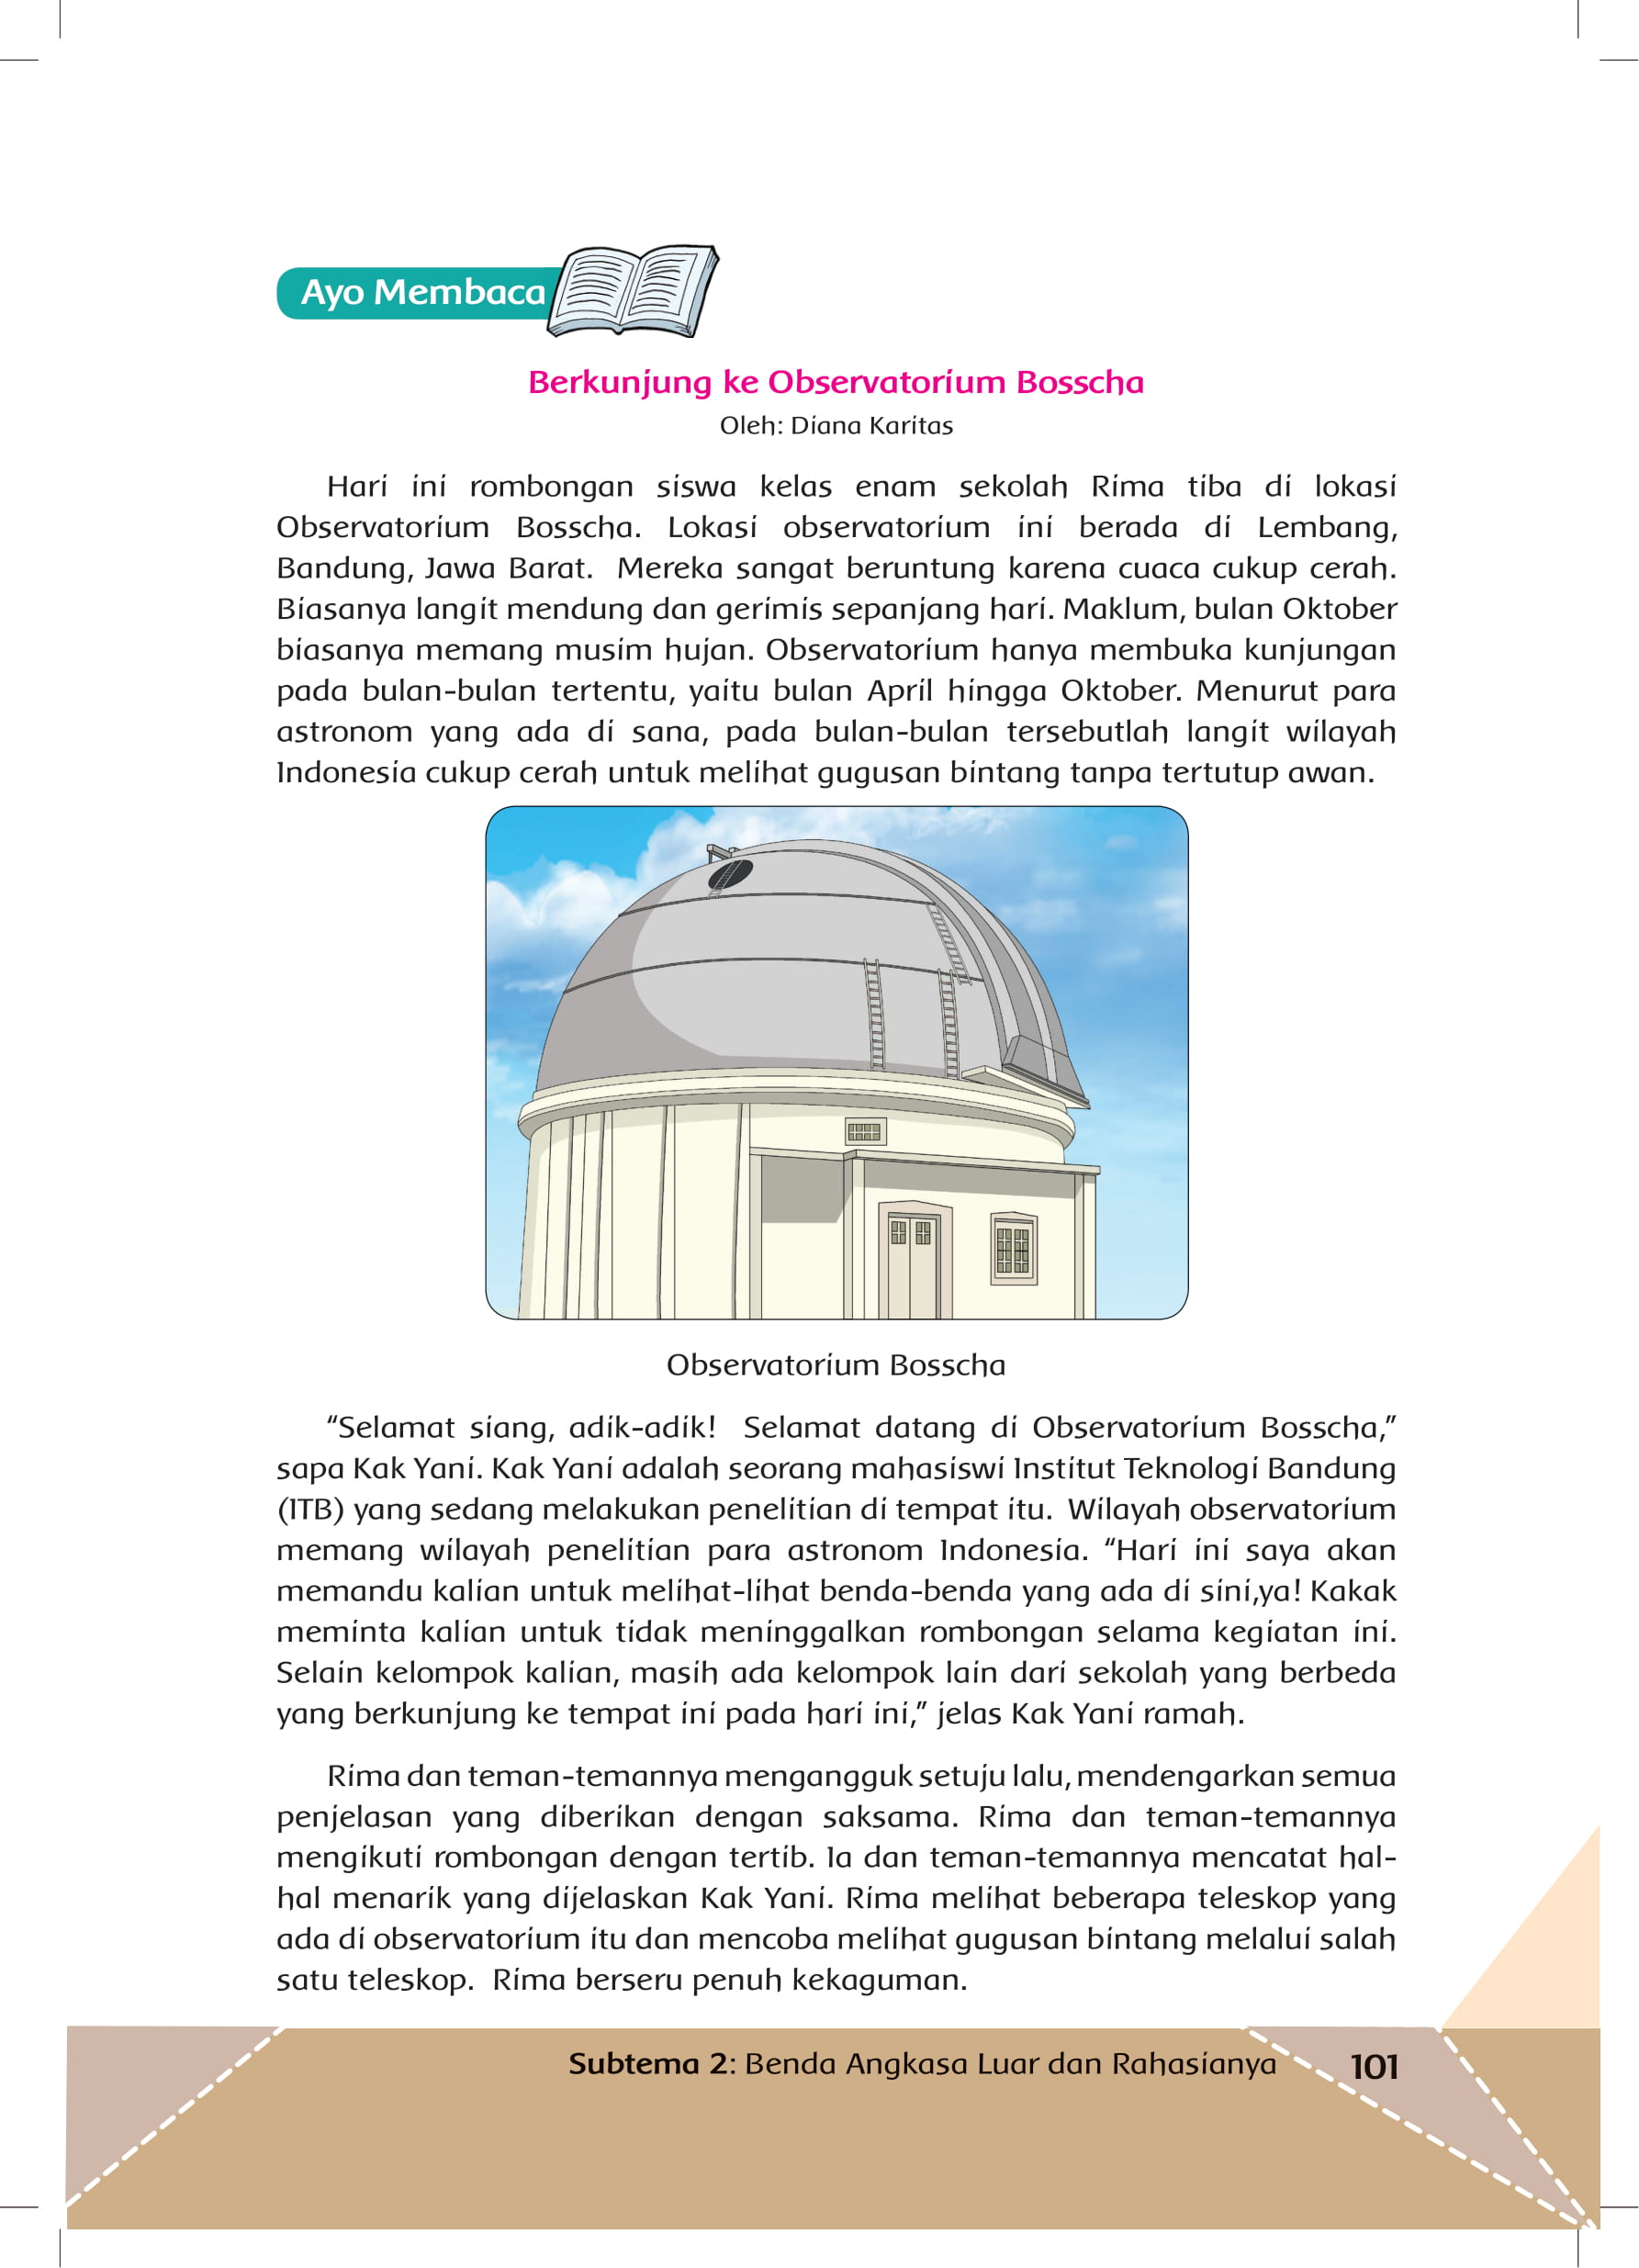 Ayo Membaca
Berkunjung ke Observatorium Bosscha
Oleh: Diana Karitas
Hari ini rombongan siswa kelas enam sekolah Rima tiba di lokasi
Observatorium Bosscha. Lokasi observatorium ini berada di Lembang,
Bandung, Jawa Barat. Mereka sangat beruntung karena cuaca cukup cerah.
Biasanya langit mendung dan gerimis sepanjang hari. Maklum, bulan Oktober
biasanya memang musim hujan. Observatorium hanya membuka kunjungan
pada bulan-bulan tertentu, yaitu bulan April hingga Oktober. Menurut para
astronom yang ada di sana, pada bulan-bulan tersebutlah langit wilayah
Indonesia cukup cerah untuk melihat gugusan bintang tanpa tertutup awan.
Observatorium Bosscha
“Selamat siang, adik-adik! Selamat datang di Observatorium Bosscha,”
sapa Kak Yani. Kak Yani adalah seorang mahasiswi Institut Teknologi Bandung
(ITB) yang sedang melakukan penelitian di tempat itu. Wilayah observatorium
memang wilayah penelitian para astronom Indonesia. “Hari ini saya akan
memandu kalian untuk melihat-lihat benda-benda yang ada di sini,ya! Kakak
meminta kalian untuk tidak meninggalkan rombongan selama kegiatan ini.
Selain kelompok kalian, masih ada kelompok lain dari sekolah yang berbeda
yang berkunjung ke tempat ini pada hari ini,” jelas Kak Yani ramah.
Rima dan teman-temannya mengangguk setuju lalu, mendengarkan semua
penjelasan yang diberikan dengan saksama. Rima dan teman-temannya
mengikuti rombongan dengan tertib. Ia dan teman-temannya mencatat hal-
hal menarik yang dijelaskan Kak Yani. Rima melihat beberapa teleskop yang
ada di observatorium itu dan mencoba melihat gugusan bintang melalui salah
satu teleskop. Rima berseru penuh kekaguman.
Subtema 2: Benda Angkasa Luar dan Rahasianya 101